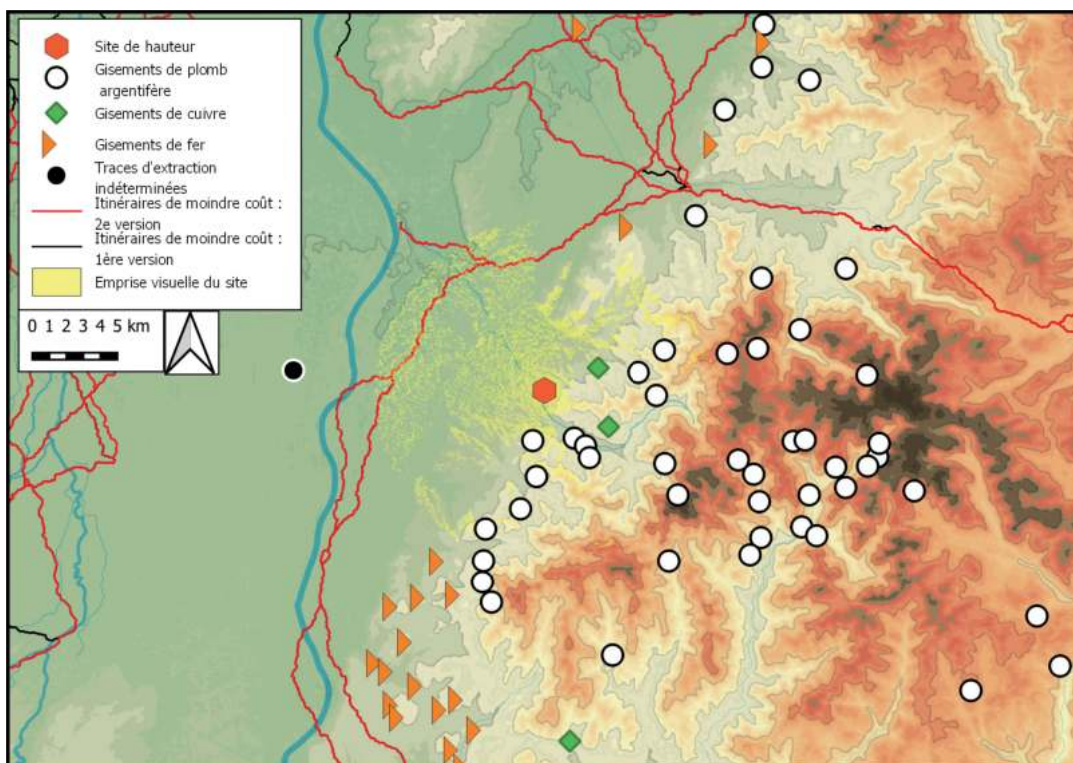 Site de hauteur
Gisements de plomb
argentifère
Gisements de cuivre
Gisements de fer
Traces d'extraction
indéterminées
Itinéraires de moindre coût :
2e version
Itinéraires de moindre coût :
1ère version
Emprise visuelle du site
0 1 2 3 4 5 km